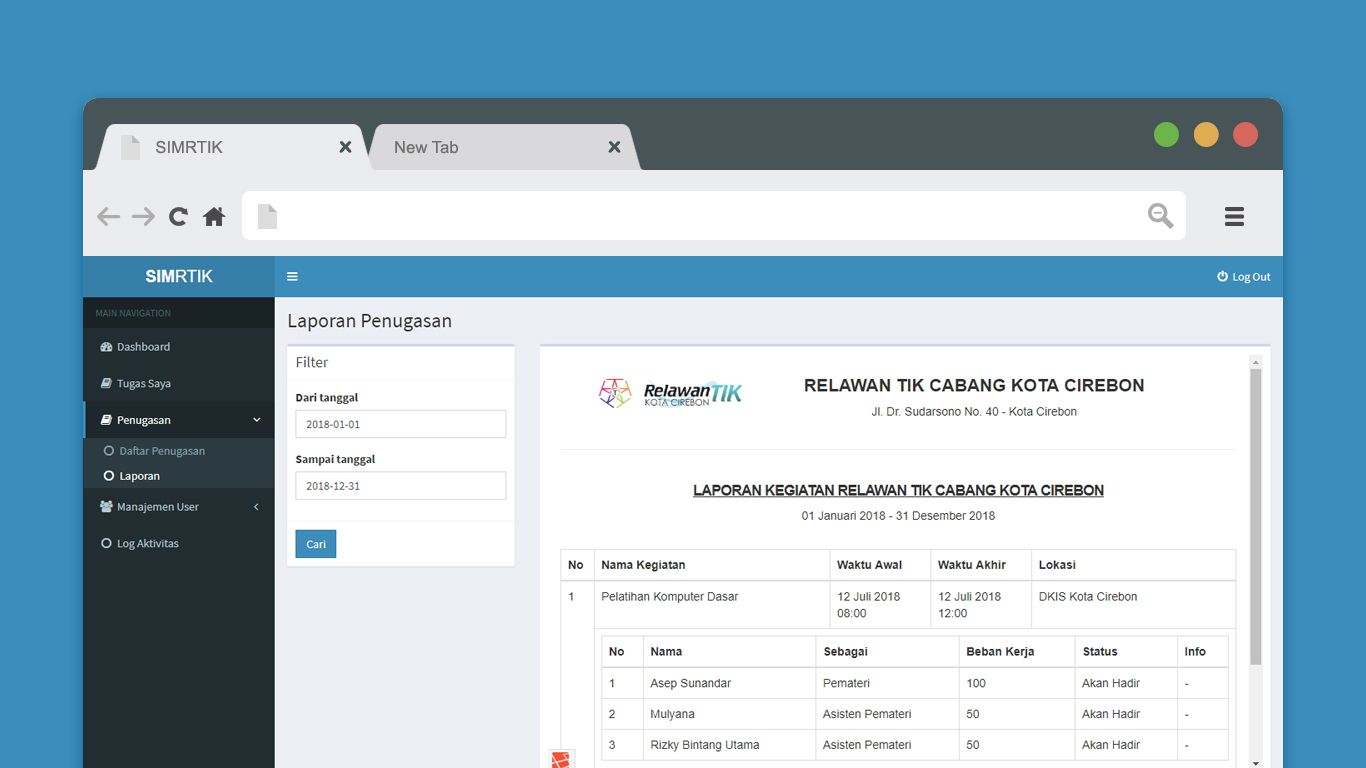 SIMRTIK
New Tab
SIMRTIK
Log Out
MAIN NAVIGATION
Dashboard
Tugas Saya
Penugasan
Daftar Penugasan
Laporan
Manajemen User
Log Aktivitas
Laporan Penugasan
Filter
Dari tanggal
2018-01-01
Sampai tanggal
2018-12-31
Cari
RelawanTIK
KOTA CIREBON
RELAWAN TIK CABANG KOTA CIREBON
Jl. Dr. Sudarsono No. 40 - Kota Cirebon
LAPORAN KEGIATAN RELAWAN TIK CABANG KOTA CIREBON
01 Januari 2018 - 31 Desember 2018
No Nama Kegiatan Waktu Awal Waktu Akhir Lokasi
1 Pelatihan Komputer Dasar 12 Juli 2018 12 Juli 2018 DKIS Kota Cirebon
08:00 12:00
No Nama Sebagai Beban Kerja Status Info
1 Asep Sunandar Pemateri 100 Akan Hadir -
2 Mulyana Asisten Pemateri 50 Akan Hadir -
3 Rizky Bintang Utama Asisten Pemateri 50 Akan Hadir -